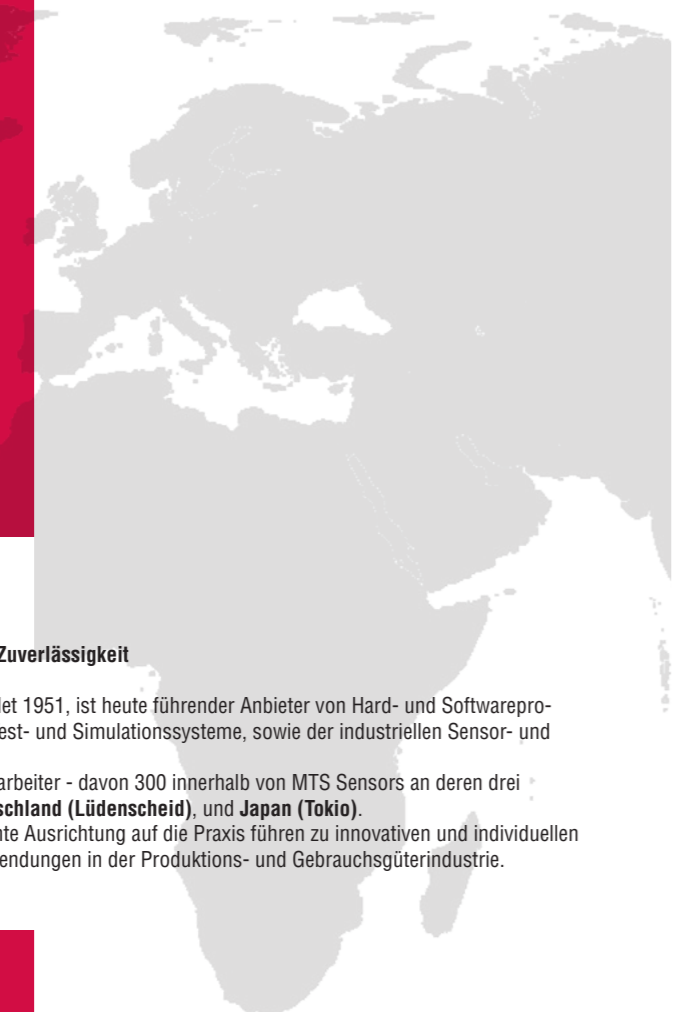 Zuverlässigkeit
let 1951, ist heute führender Anbieter von Hard- und Softwarepro-
est- und Simulationssysteme, sowie der industriellen Sensor- und
arbeiter - davon 300 innerhalb von MTS Sensors an deren drei
schland (Lüdenscheid), und Japan (Tokio).
nte Ausrichtung auf die Praxis führen zu innovativen und individuellen
endungen in der Produktions- und Gebrauchsgüterindustrie.